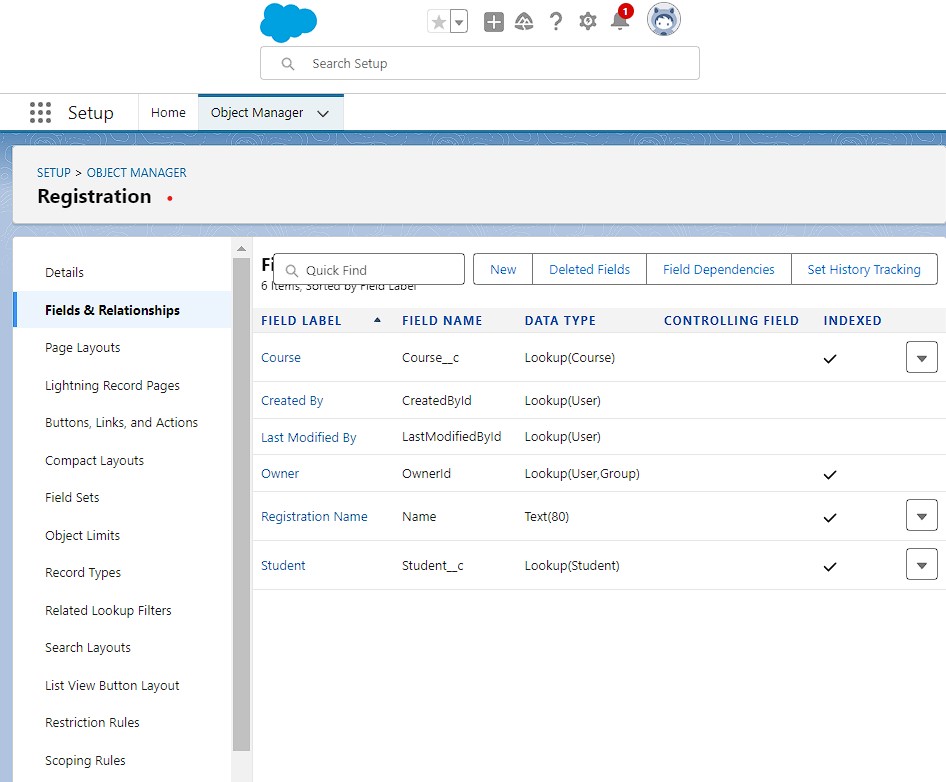 1
Search Setup
Setup Home Object Manager
SETUP > OBJECT MANAGER
Registration
Details
Fields & Relationships
Page Layouts
Lightning Record Pages
Buttons, Links, and Actions
Compact Layouts
Field Sets
Object Limits
Record Types
Related Lookup Filters
Search Layouts
List View Button Layout
Restriction Rules
Scoping Rules
Fi Quick Find New Deleted Fields Field Dependencies Set History Tracking
6 Items, Sorted by Field Label
FIELD LABEL FIELD NAME DATA TYPE CONTROLLING FIELD INDEXED
Course Course__c Lookup(Course)
Created By CreatedById Lookup(User)
Last Modified By LastModifiedById Lookup(User)
Owner OwnerId Lookup(User,Group)
Registration Name Name Text(80)
Student Student__c Lookup(Student)